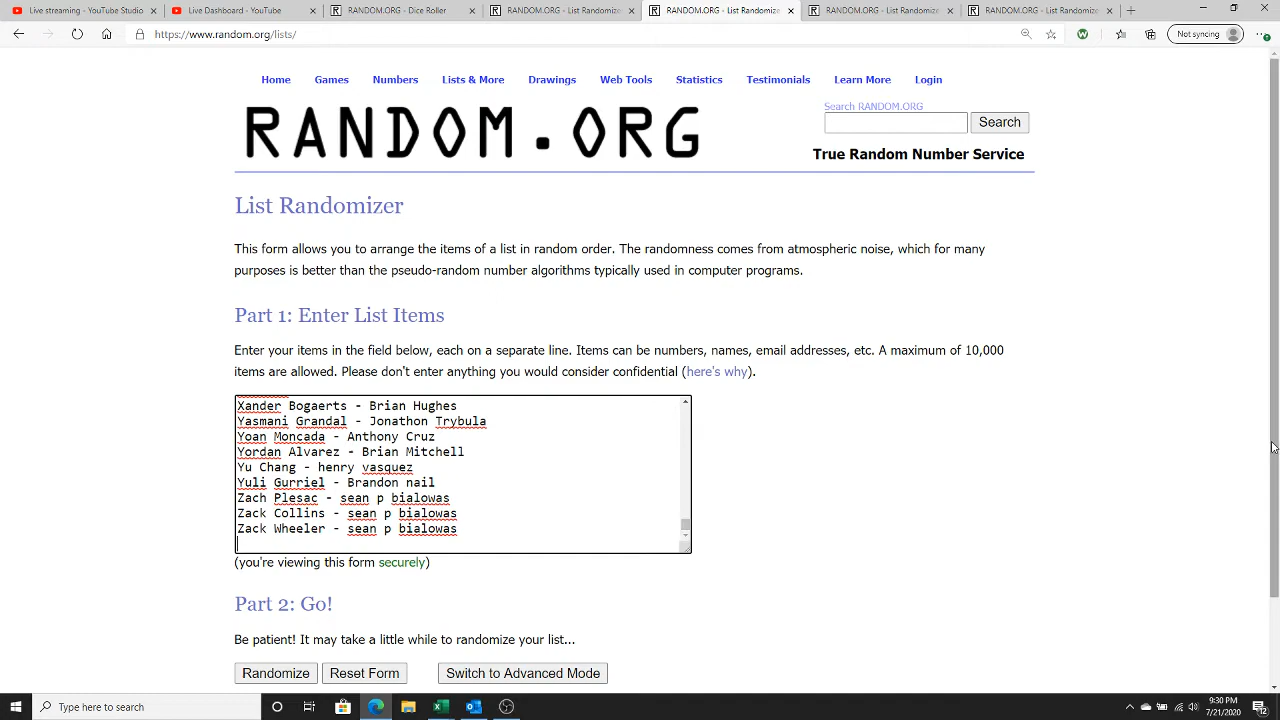 Live streaming - YouTube Studio
Live Dashboard - YouTube
RANDOM.ORG - Dice Roller
RANDOM.ORG - List Randomizer
RANDOM.ORG - List Randomizer
RANDOM.ORG - List Randomizer
RANDOM.ORG - List Randomizer
https://www.random.org/lists/
Not syncing
Home Games Numbers Lists & More Drawings Web Tools Statistics Testimonials Learn More Login
RANDOM.ORG
Search RANDOM.ORG
Search
True Random Number Service
List Randomizer
This form allows you to arrange the items of a list in random order. The randomness comes from atmospheric noise, which for many
purposes is better than the pseudo-random number algorithms typically used in computer programs.
Part 1: Enter List Items
Enter your items in the field below, each on a separate line. Items can be numbers, names, email addresses, etc. A maximum of 10,000
items are allowed. Please don't enter anything you would consider confidential (here's why).
Xander Bogaerts - Brian Hughes
Yasmani Grandal - Jonathon Trybula
Yoan Moncada - Anthony Cruz
Yordan Alvarez - Brian Mitchell
Yu Chang - henry vasquez
Yuli Gurriel - Brandon nail
Zach Plesac - sean p bialowas
Zack Collins - sean p bialowas
Zack Wheeler - sean p bialowas
(you're viewing this form securely)
Part 2: Go!
Be patient! It may take a little while to randomize your list...
Randomize Reset Form Switch to Advanced Mode
Type here to search
9:30 PM
7/21/2020
12